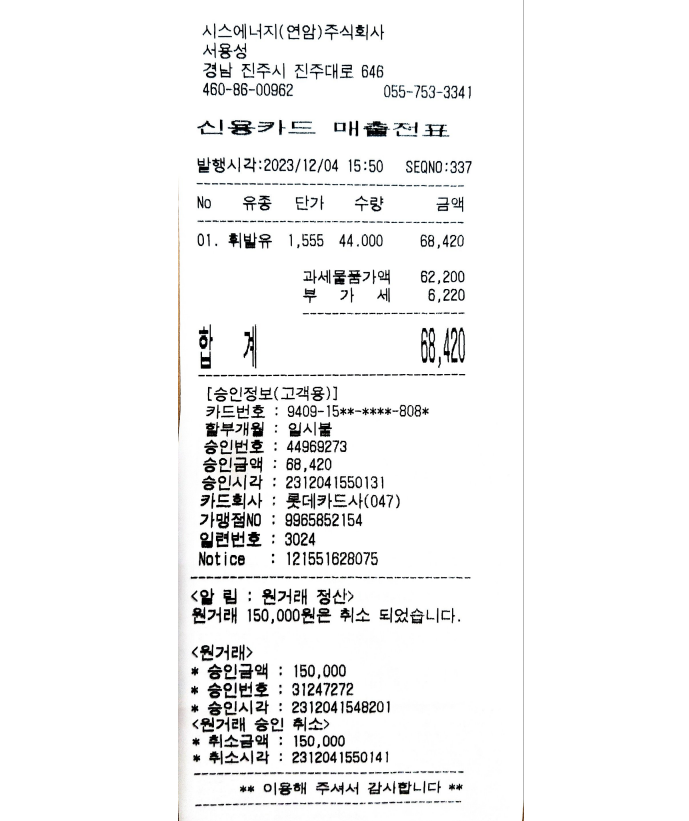 시스에너지(연암)주식회사
서용성
경남 진주시 진주대로 646
460-86-00962 055-753-3341
신용카드 매출전표
발행시각:2023/12/04 15:50 SEQNO:337
No 유종 단가 수량 금액
01. 휘발유 1,555 44.000 68,420
과세물품가액 62,200
부 가 세 6,220
합 계 68,420
[승인정보(고객용)]
카드번호 : 9409-15**-****-808*
할부개월 : 일시불
승인번호 : 44969273
승인금액 : 68,420
승인시각 : 2312041550131
카드회사 : 롯데카드사(047)
가맹점NO : 9965852154
일련번호 : 3024
Notice : 121551628075
<알 림 : 원거래 정산>
원거래 150,000원은 취소 되었습니다.
<원거래>
* 승인금액 : 150,000
* 승인번호 : 31247272
* 승인시각 : 2312041548201
<원거래 승인 취소>
* 취소금액 : 150,000
* 취소시각 : 2312041550141
** 이용해 주셔서 감사합니다 **